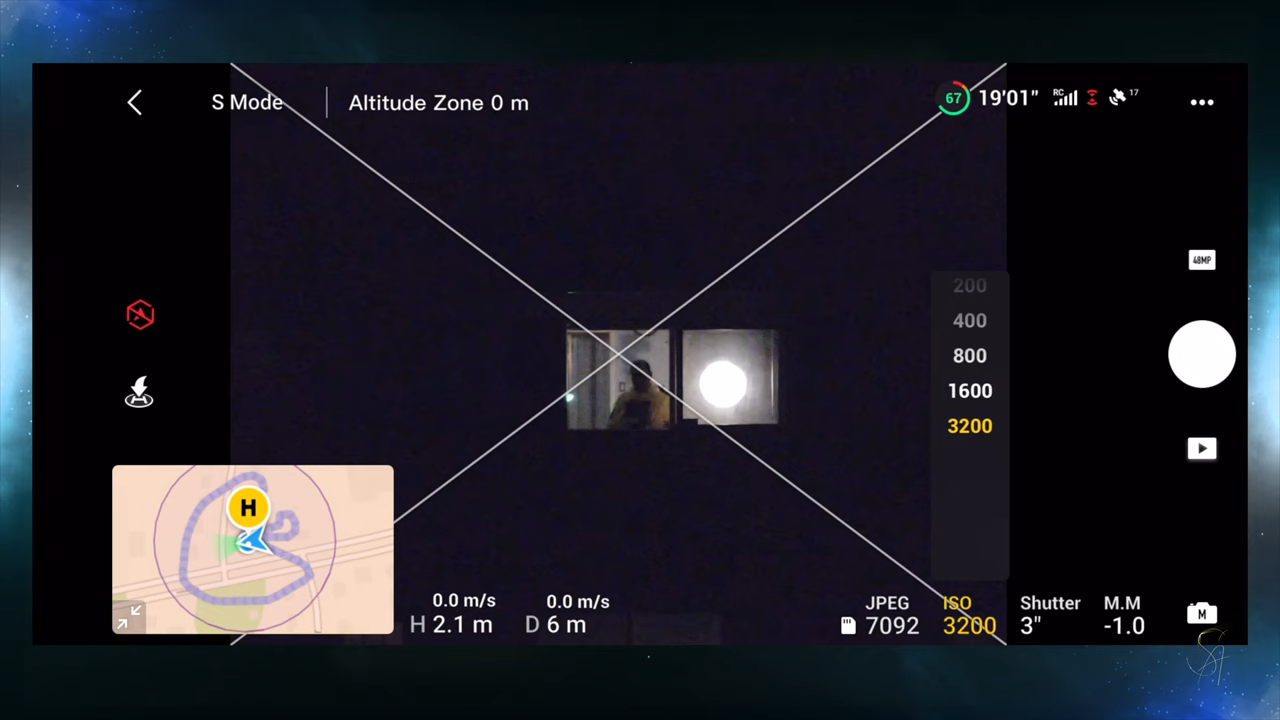 S Mode
Altitude Zone 0 m
67
19'01"
RC
17
48MP
200
400
800
1600
3200
H
0.0 m/s
0.0 m/s
H 2.1 m
D 6 m
JPEG
7092
ISO
3200
Shutter
3"
M.M
-1.0
M